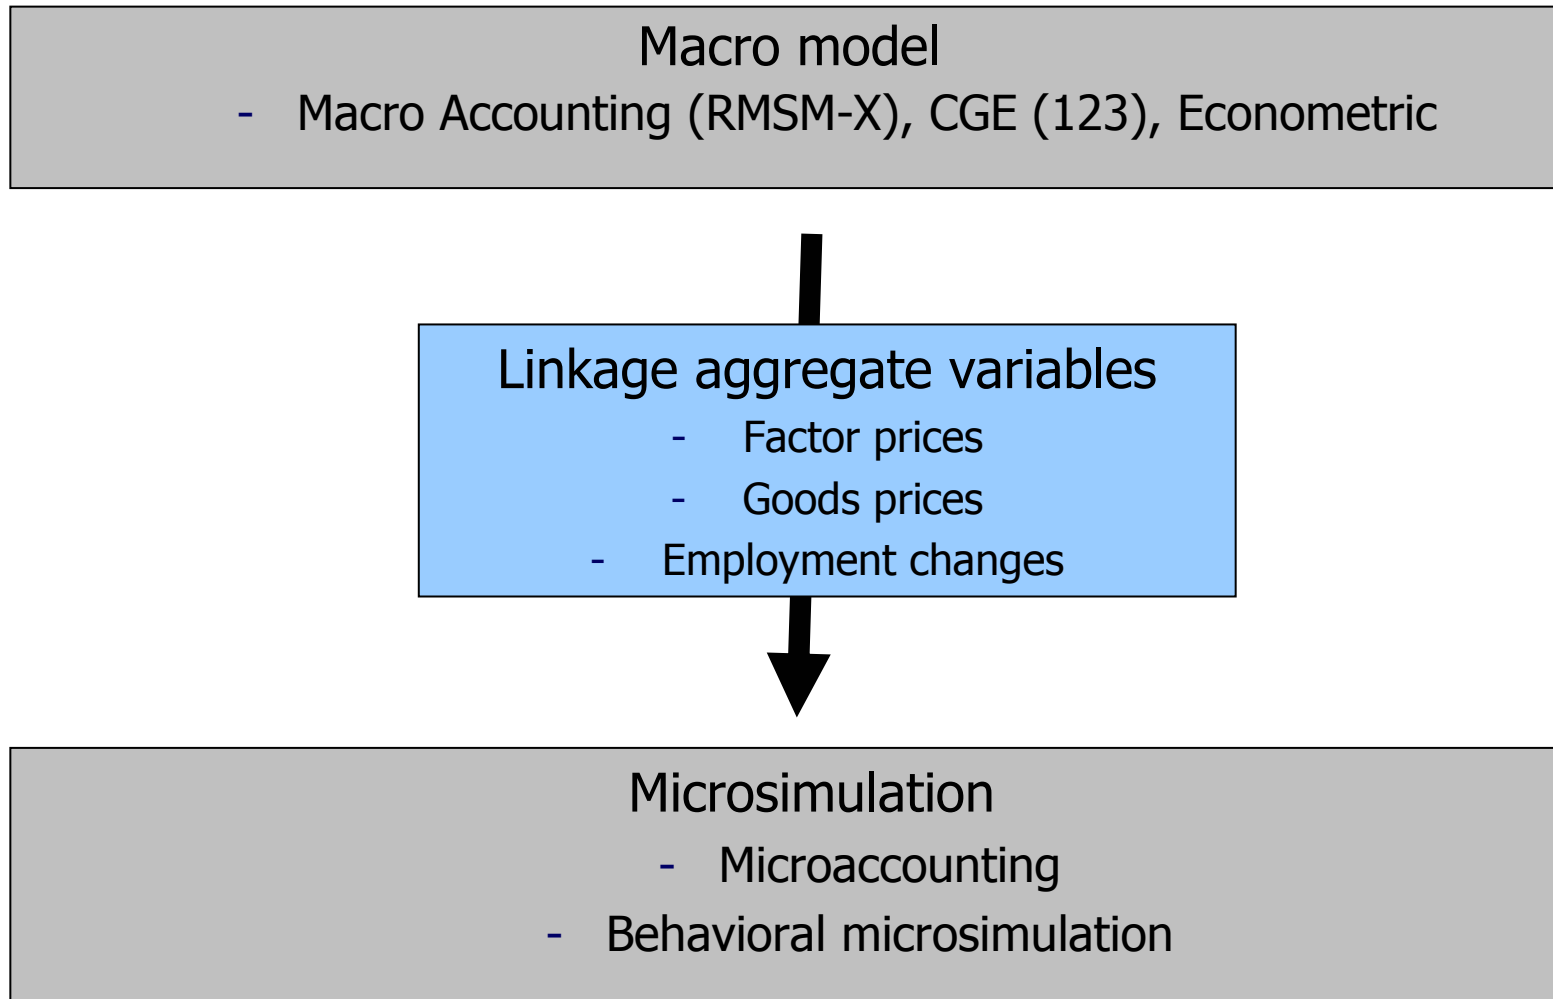 Macro model
- Macro Accounting (RMSM-X), CGE (123), Econometric
Linkage aggregate variables
- Factor prices
- Goods prices
- Employment changes
Microsimulation
- Microaccounting
- Behavioral microsimulation